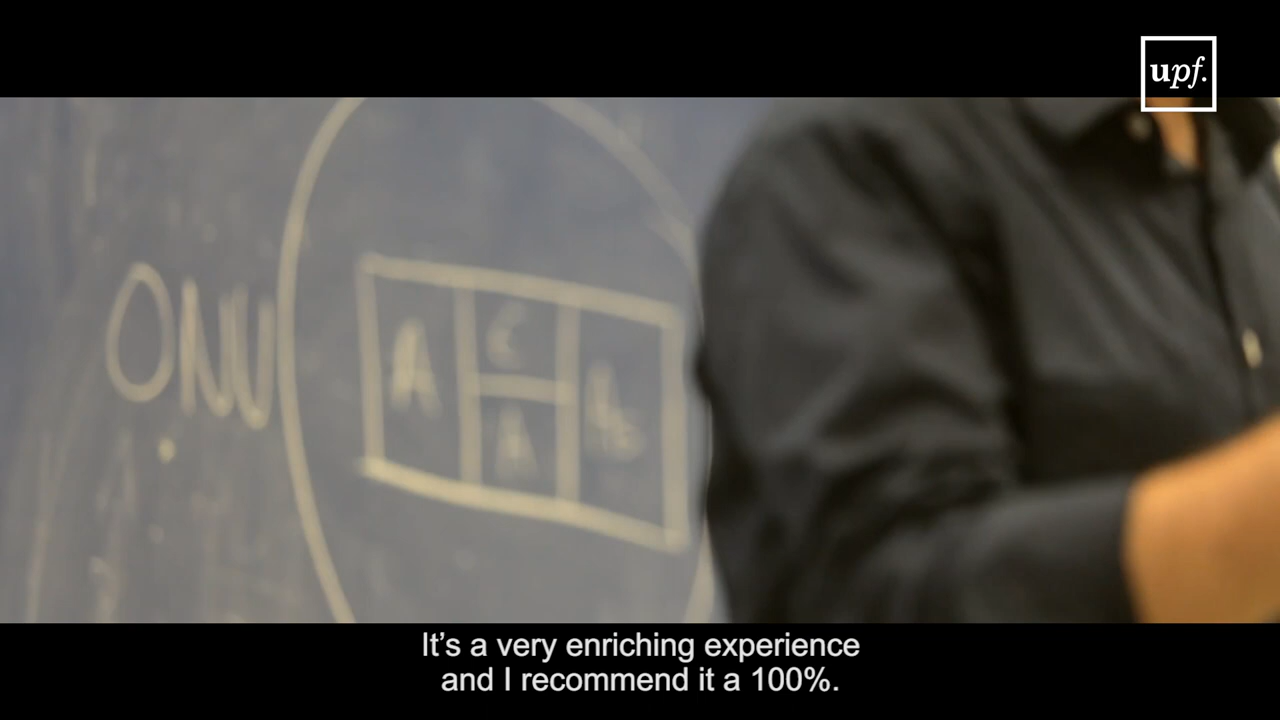 upf.
ONU
A
C
A
It's a very enriching experience
and I recommend it a 100%.